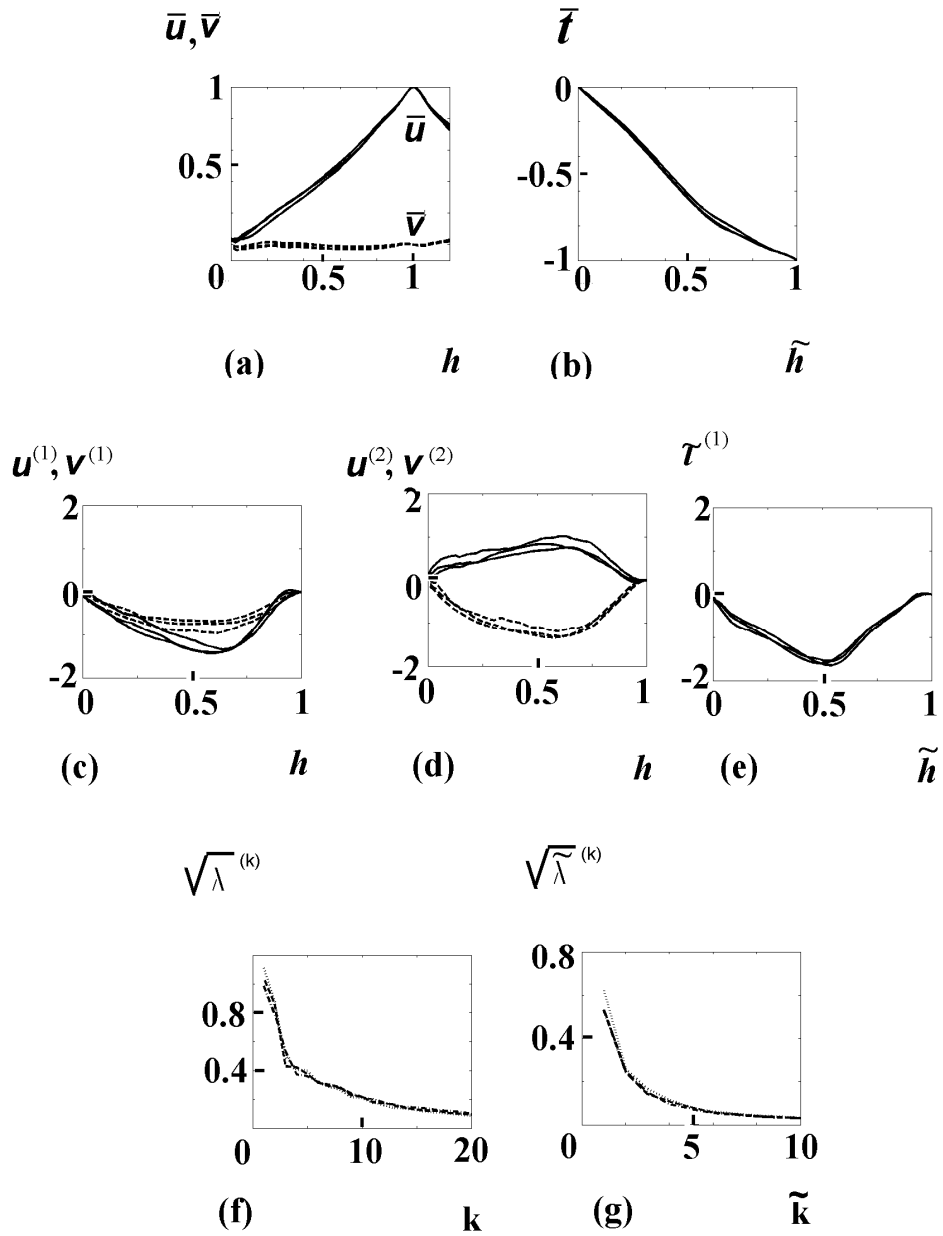 ū, v̄
t̄
1
0.5
0
0.5
1
ū
v̄
0
-0.5
-1
0.5
1
(a)
h
(b)
h̃
u⁽¹⁾, v⁽¹⁾
u⁽²⁾, v⁽²⁾
τ̃⁽¹⁾
2
0
-2
0
0.5
1
2
0
-2
0
0.5
1
2
0
-2
0
0.5
1
(c)
h
(d)
h
(e)
h̃
√λ ⁽ᵏ⁾
√λ̃ ⁽ᵏ⁾
0.8
0.4
0
10
20
0.8
0.4
0
5
10
(f)
k
(g)
k̃